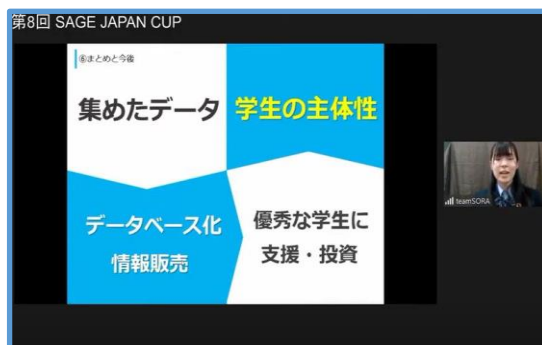 第8回 SAGE JAPAN CUP
⑥まとめと今後
集めたデータ
学生の主体性
データベース化
情報販売
優秀な学生に
支援・投資
teamSORA